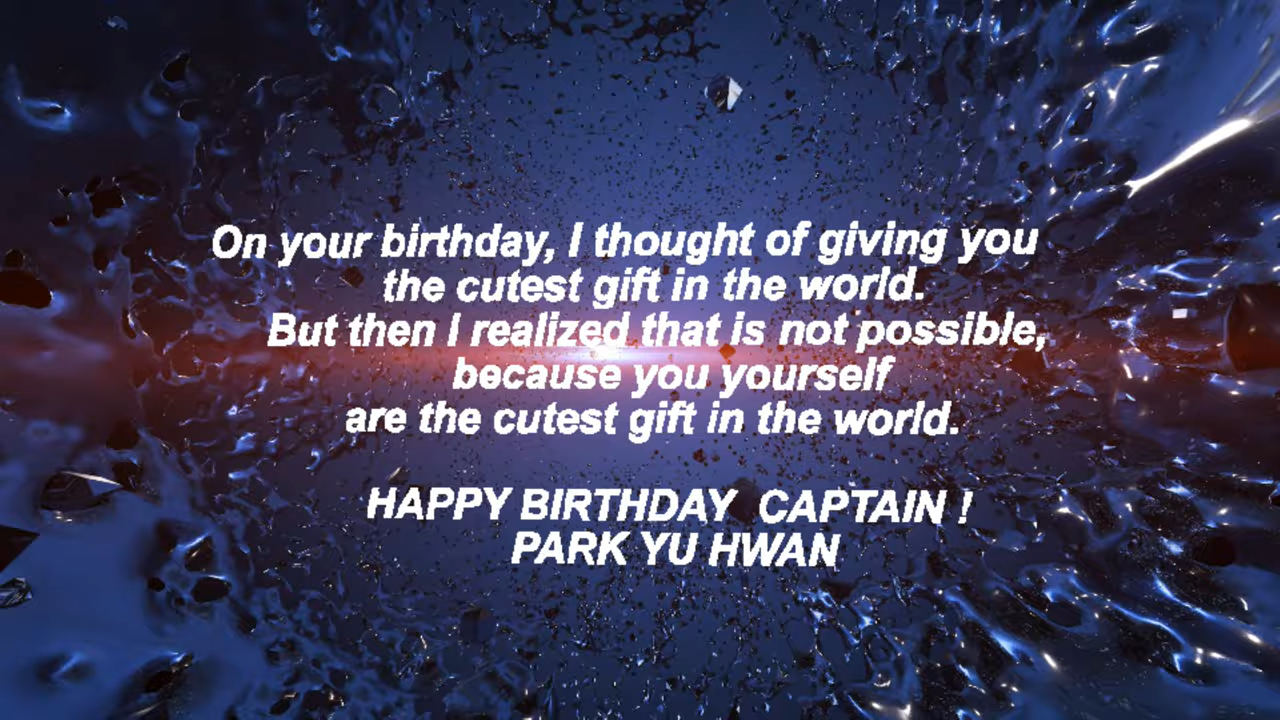 On your birthday, I thought of giving you
the cutest gift in the world.
But then I realized that is not possible,
because you yourself
are the cutest gift in the world.
HAPPY BIRTHDAY CAPTAIN !
PARK YU HWAN